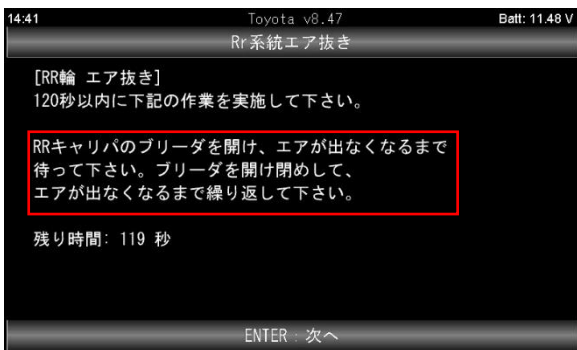 14:41 Toyota v8.47 Batt: 11.48 V
Rr系統エア抜き
[RR輪 エア抜き]
120秒以内に下記の作業を実施して下さい。
RRキャリパのブリーダを開け、エアが出なくなるまで
待って下さい。ブリーダを開け閉めして、
エアが出なくなるまで繰り返して下さい。
残り時間: 119 秒
ENTER : 次へ